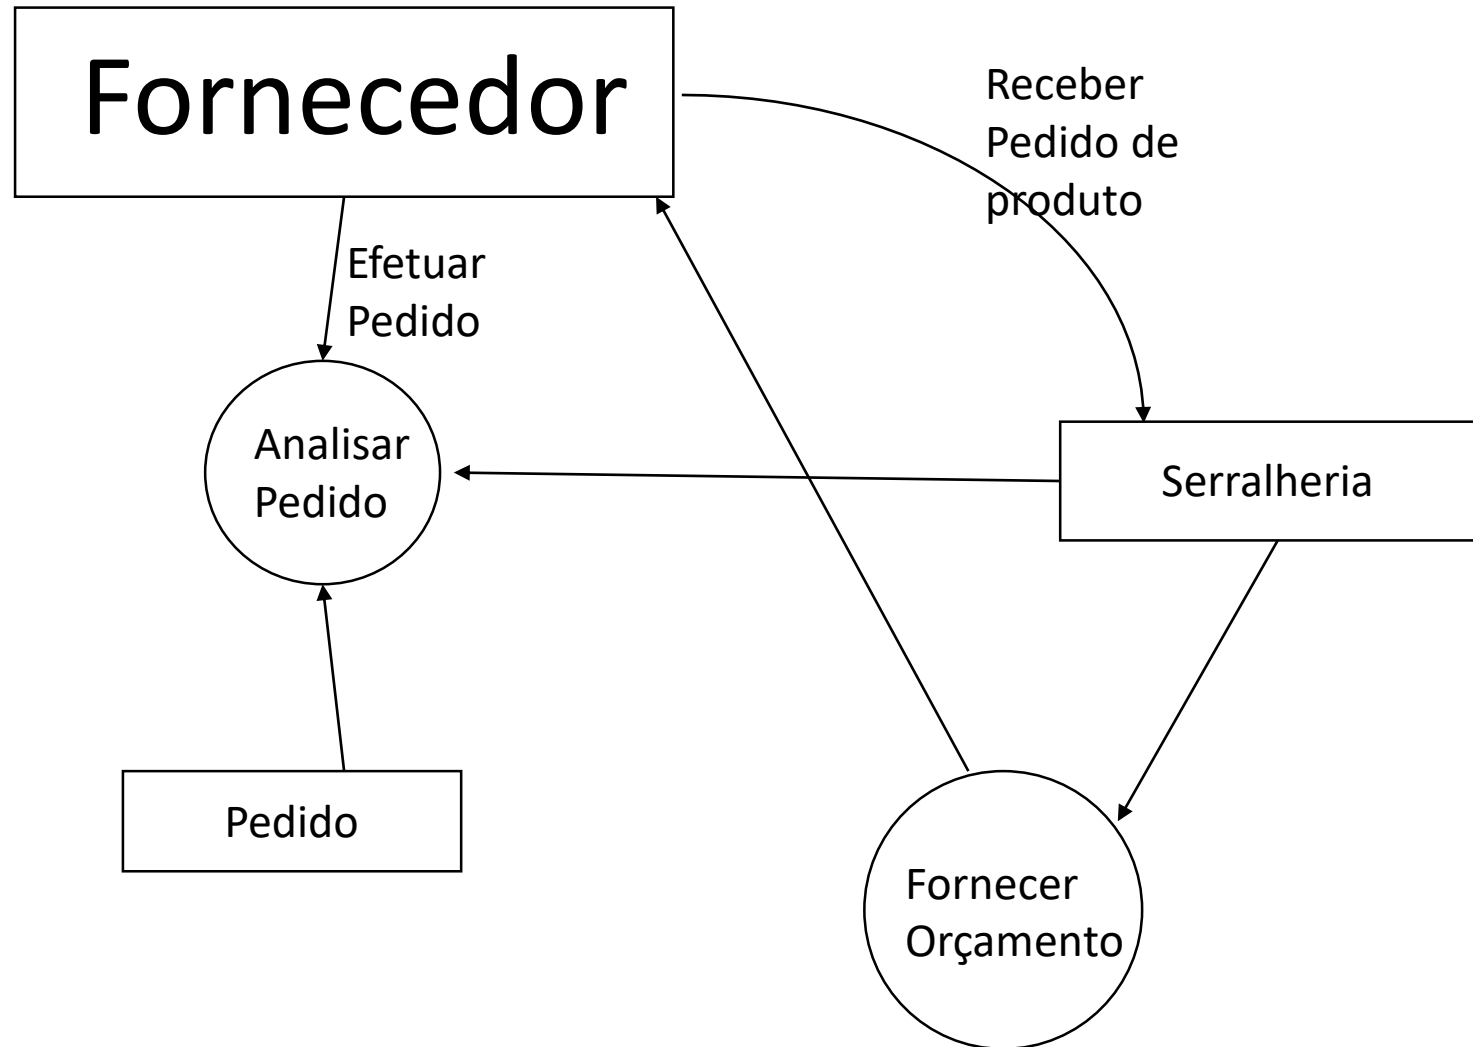 Fornecedor
Receber
Pedido de
produto
Efetuar
Pedido
Analisar
Pedido
Serralheria
Pedido
Fornecer
Orçamento